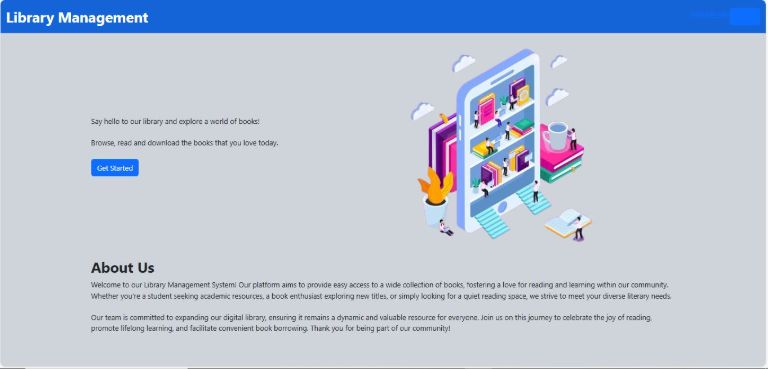 Library Management
Say hello to our library and explore a world of books!
Browse, read and download the books that you love today.
Get Started
About Us
Welcome to our Library Management System! Our platform aims to provide easy access to a wide collection of books, fostering a love for reading and learning within our community.
Whether you're a student seeking academic resources, a book enthusiast exploring new titles, or simply looking for a quiet reading space, we strive to meet your diverse literary needs.
Our team is committed to expanding our digital library, ensuring it remains a dynamic and valuable resource for everyone. Join us on this journey to celebrate the joy of reading,
promote lifelong learning, and facilitate convenient book borrowing. Thank you for being part of our community!